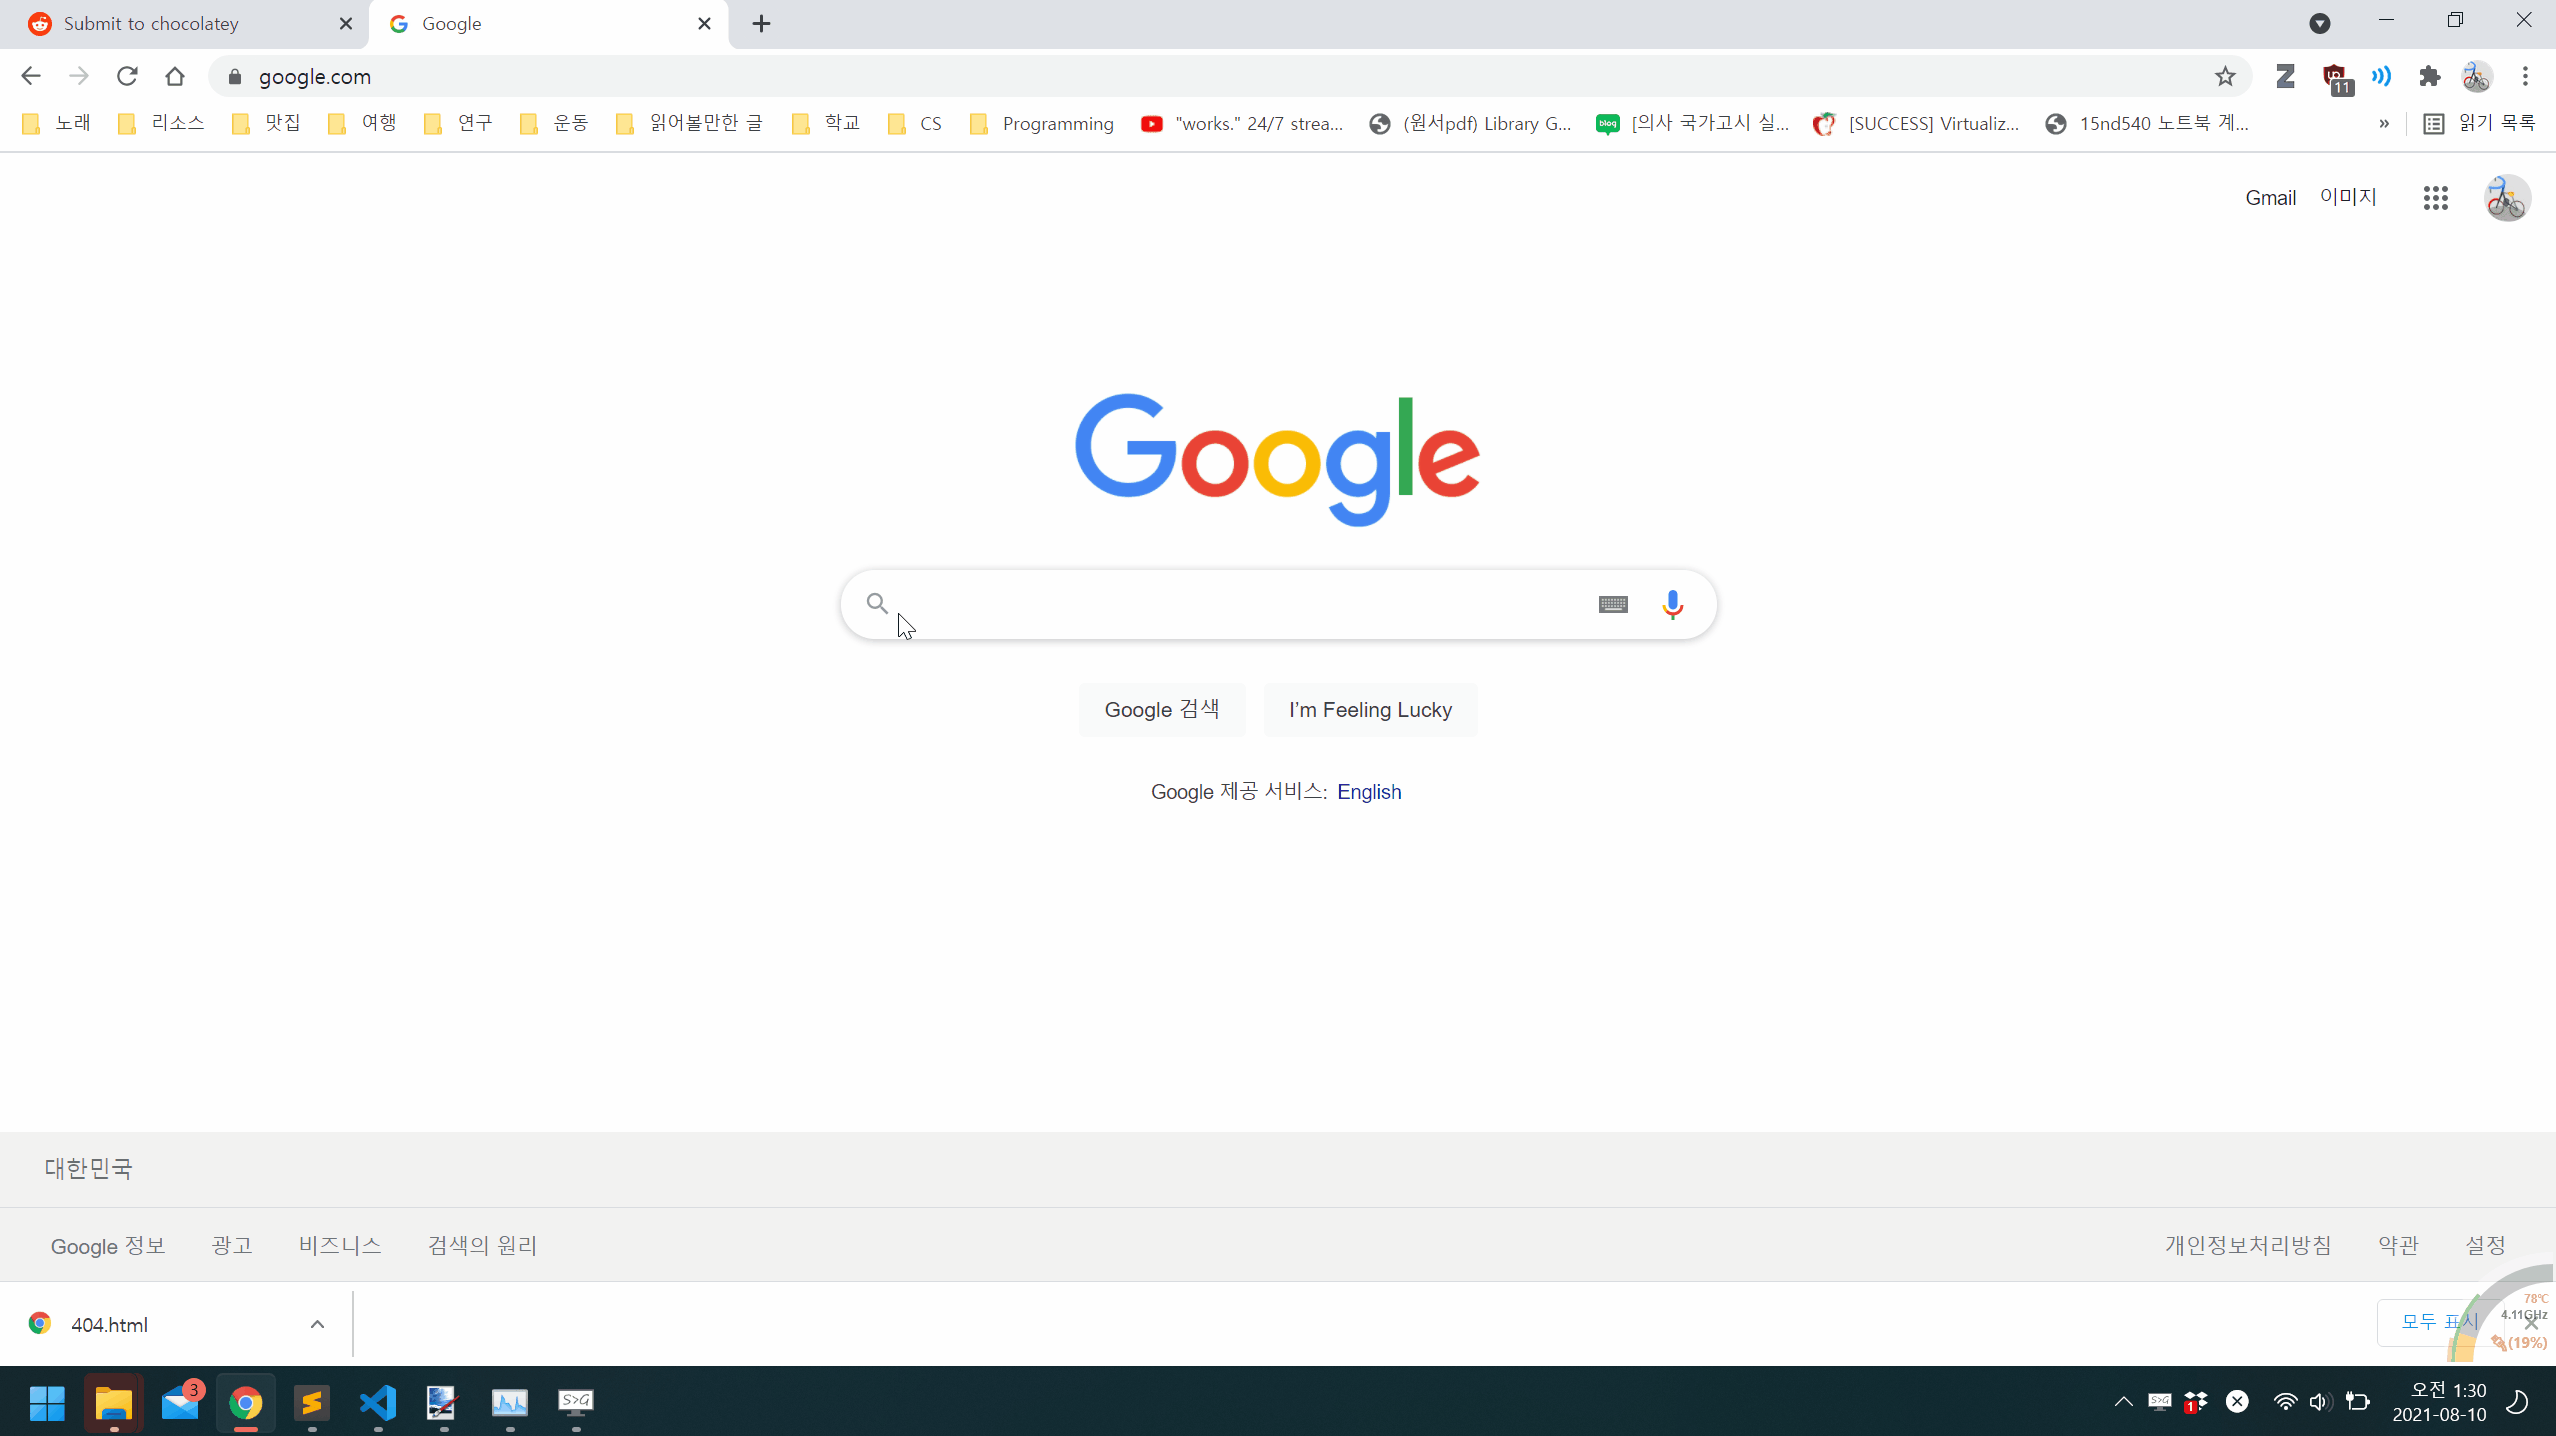 Submit to chocolatey
Google
google.com
11
노래
리소스
맛집
여행
연구
운동
읽어볼만한 글
학교
CS
Programming
"works." 24/7 strea...
(원서pdf) Library G...
[의사 국가고시 실...
[SUCCESS] Virtualiz...
15nd540 노트북 계...
»
읽기 목록
Gmail 이미지
Google
Google 검색
I'm Feeling Lucky
Google 제공 서비스: English
대한민국
Google 정보
광고
비즈니스
검색의 원리
개인정보처리방침
약관
설정
404.html
모두 표시
78℃
4.11GHz
(19%)
3
S>G
S>G
1
오전 1:30
2021-08-10